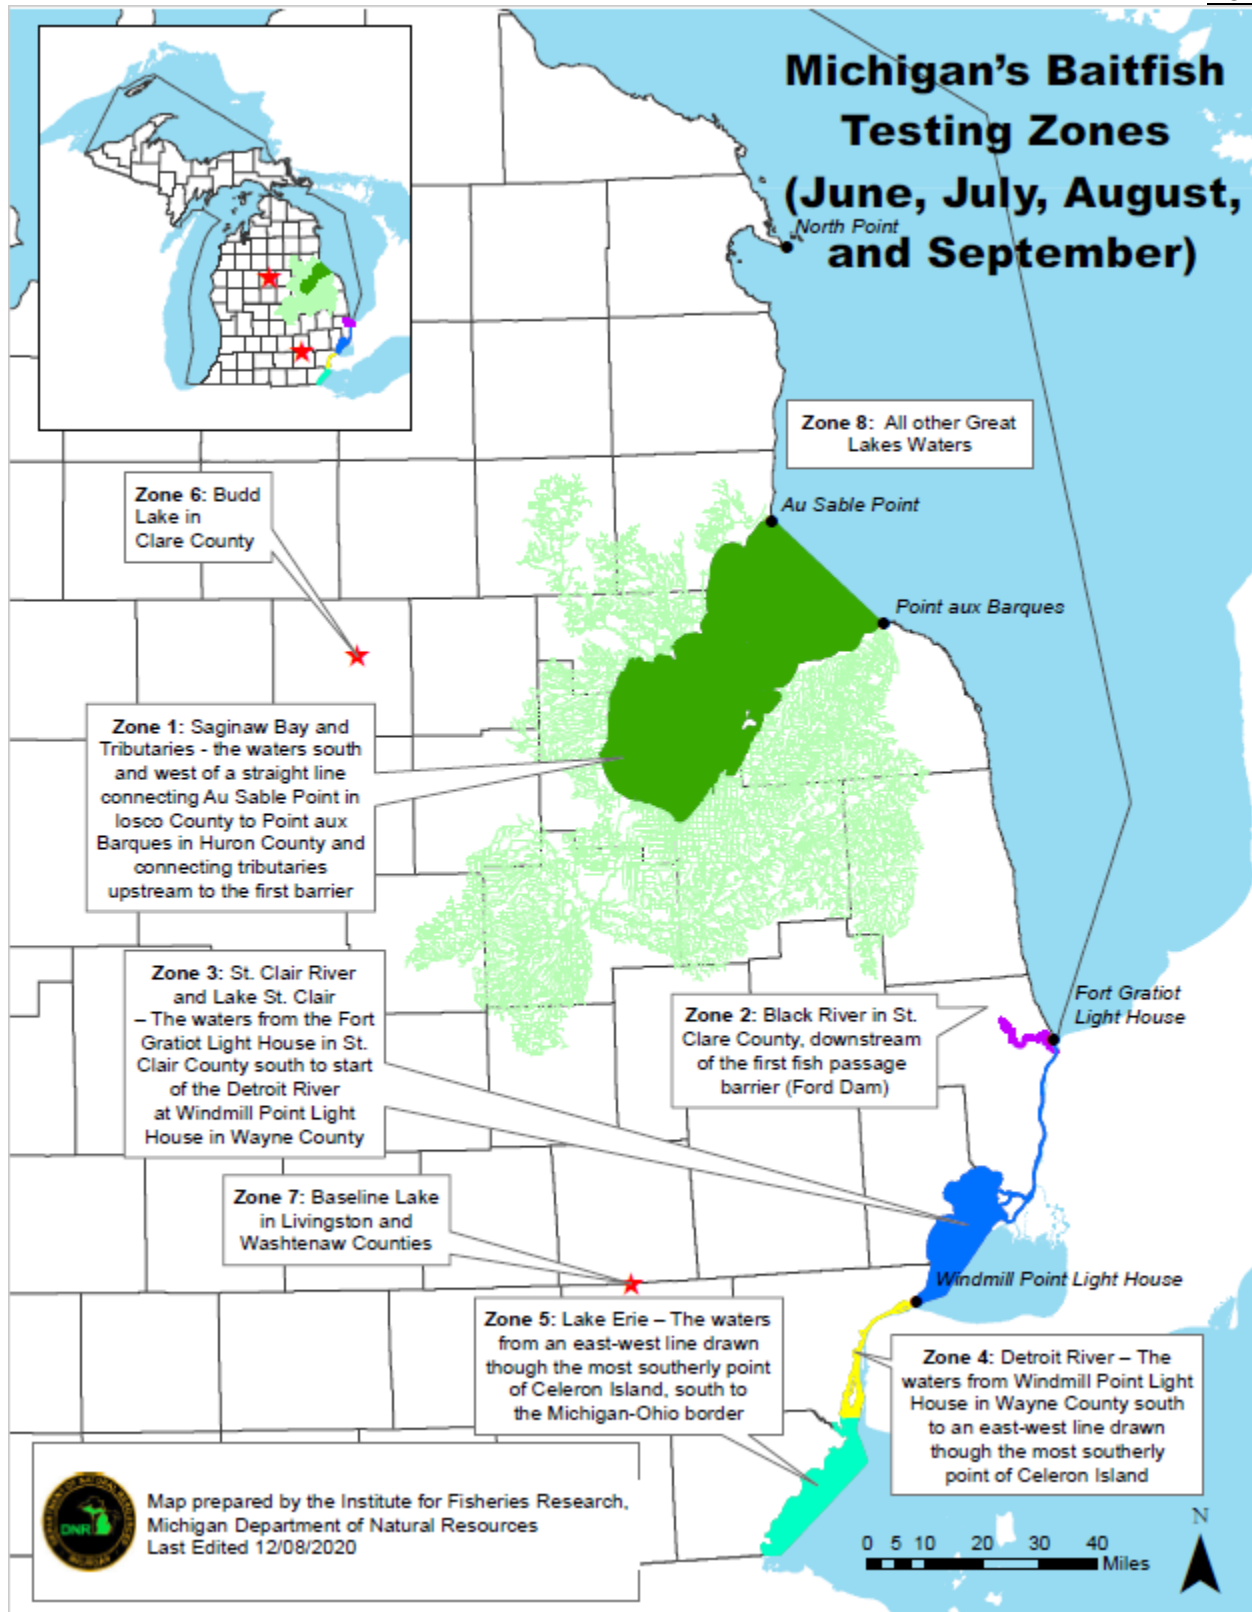 Michigan's Baitfish
Testing Zones
(June, July, August,
and September)
North Point
Zone 8: All other Great
Lakes Waters
Zone 6: Budd
Lake in
Clare County
Au Sable Point
Point aux Barques
Zone 1: Saginaw Bay and
Tributaries - the waters south
and west of a straight line
connecting Au Sable Point in
Iosco County to Point aux
Barques in Huron County and
connecting tributaries
upstream to the first barrier
Zone 3: St. Clair River
and Lake St. Clair
– The waters from the Fort
Gratiot Light House in St.
Clair County south to start
of the Detroit River
at Windmill Point Light
House in Wayne County
Zone 2: Black River in St.
Clare County, downstream
of the first fish passage
barrier (Ford Dam)
Fort Gratiot
Light House
Zone 7: Baseline Lake
in Livingston and
Washtenaw Counties
Windmill Point Light House
Zone 5: Lake Erie – The waters
from an east-west line drawn
though the most southerly point
of Celeron Island, south to
the Michigan-Ohio border
Zone 4: Detroit River – The
waters from Windmill Point Light
House in Wayne County south
to an east-west line drawn
though the most southerly
point of Celeron Island
DNR
Map prepared by the Institute for Fisheries Research,
Michigan Department of Natural Resources
Last Edited 12/08/2020
N
0 5 10 20 30 40
Miles